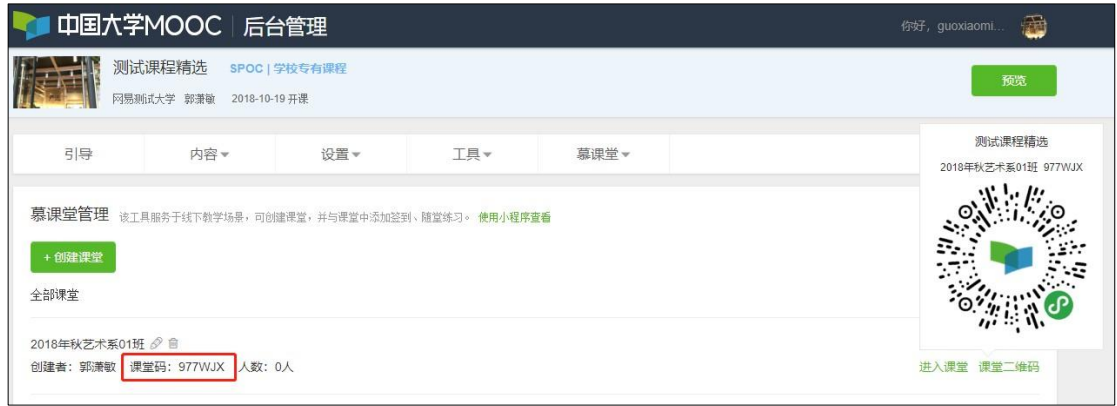 中国大学MOOC | 后台管理
你好, guoxiaomi...
测试课程精选 SPOC | 学校专有课程
网易测试大学 郭潇敏 2018-10-19 开课
预览
引导 内容 设置 工具 慕课堂
测试课程精选
2018年秋艺术系01班 977WJX
慕课堂管理 该工具服务于线下教学场景，可创建课堂，并与课堂中添加签到、随堂练习。 使用小程序查看
+ 创建课堂
全部课堂
2018年秋艺术系01班
创建者：郭潇敏 课堂码：977WJX 人数：0人
进入课堂 课堂二维码